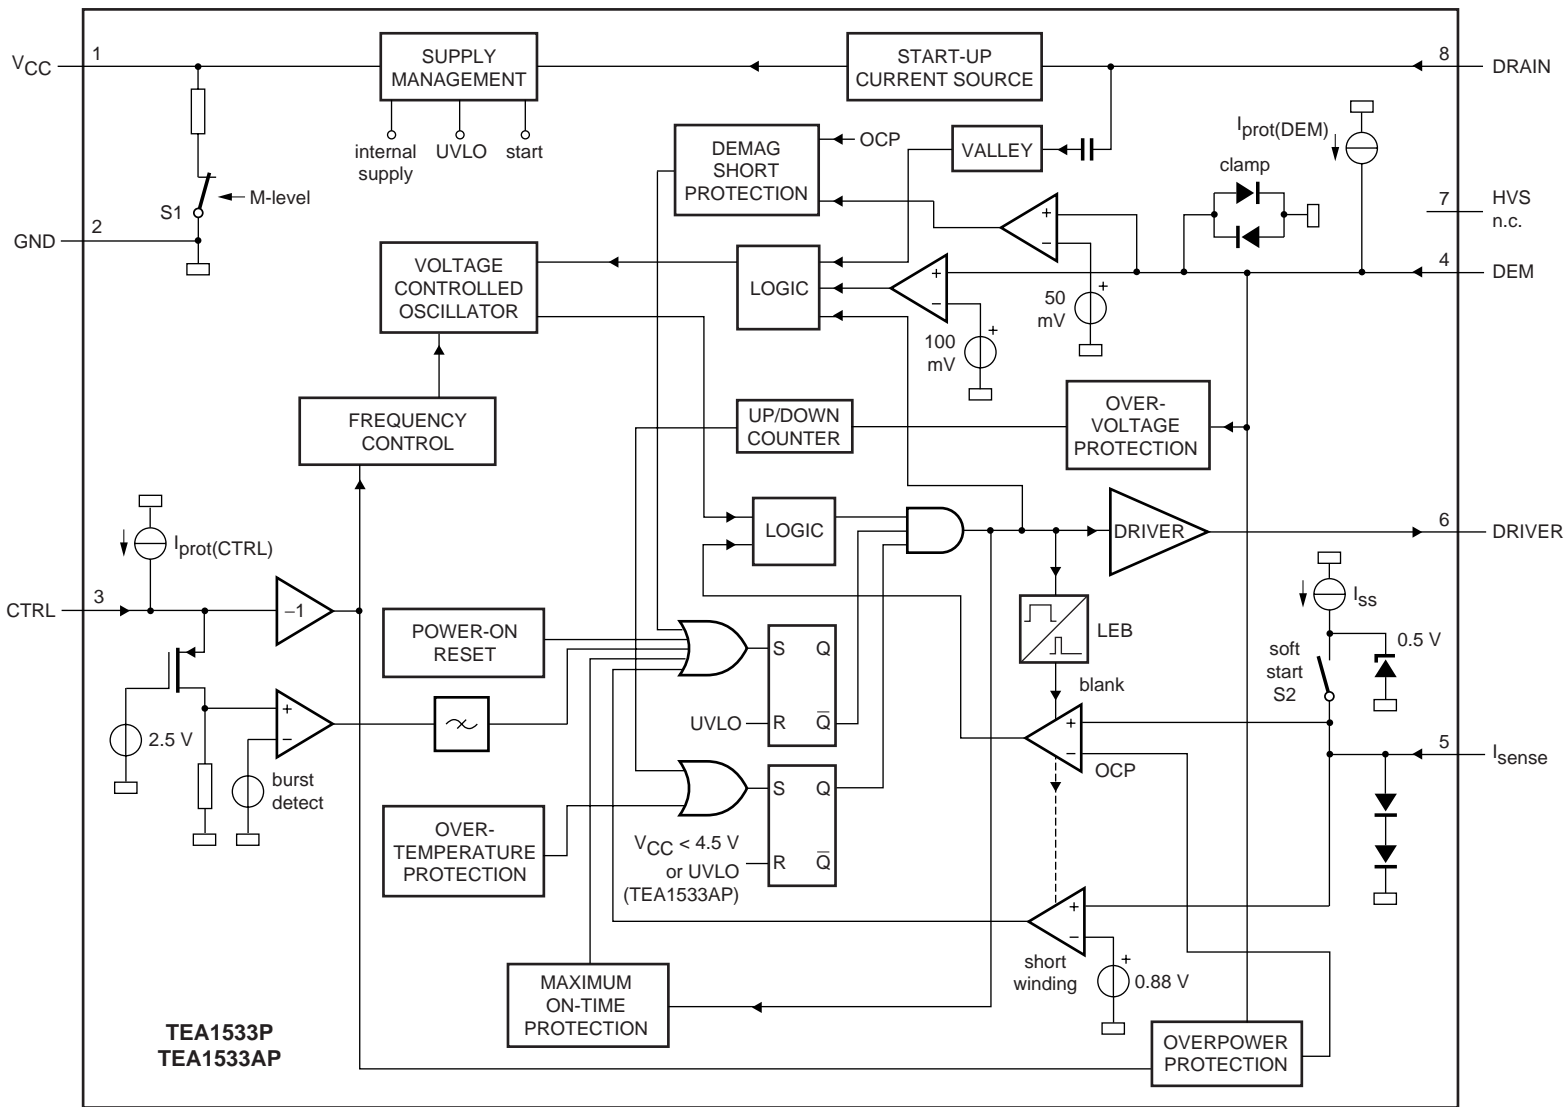 VCC
1
SUPPLY
MANAGEMENT
START-UP
CURRENT SOURCE
8
DRAIN
internal
supply
UVLO
start
S1
M-level
GND
2
DEMAG
SHORT
PROTECTION
OCP
VALLEY
Iprot(DEM)
clamp
7
HVS
n.c.
4
DEM
VOLTAGE
CONTROLLED
OSCILLATOR
LOGIC
+
−
+
−
50
mV
+
100
mV
+
FREQUENCY
CONTROL
UP/DOWN
COUNTER
OVER-
VOLTAGE
PROTECTION
Iprot(CTRL)
CTRL
3
−1
LOGIC
DRIVER
6
DRIVER
POWER-ON
RESET
S
Q
R
Q
UVLO
LEB
blank
Iss
0.5 V
soft
start
S2
2.5 V
+
−
burst
detect
+
−
OCP
5
Isense
OVER-
TEMPERATURE
PROTECTION
S
Q
R
Q
VCC < 4.5 V
or UVLO
(TEA1533AP)
+
−
short
winding
+
0.88 V
MAXIMUM
ON-TIME
PROTECTION
OVERPOWER
PROTECTION
TEA1533P
TEA1533AP